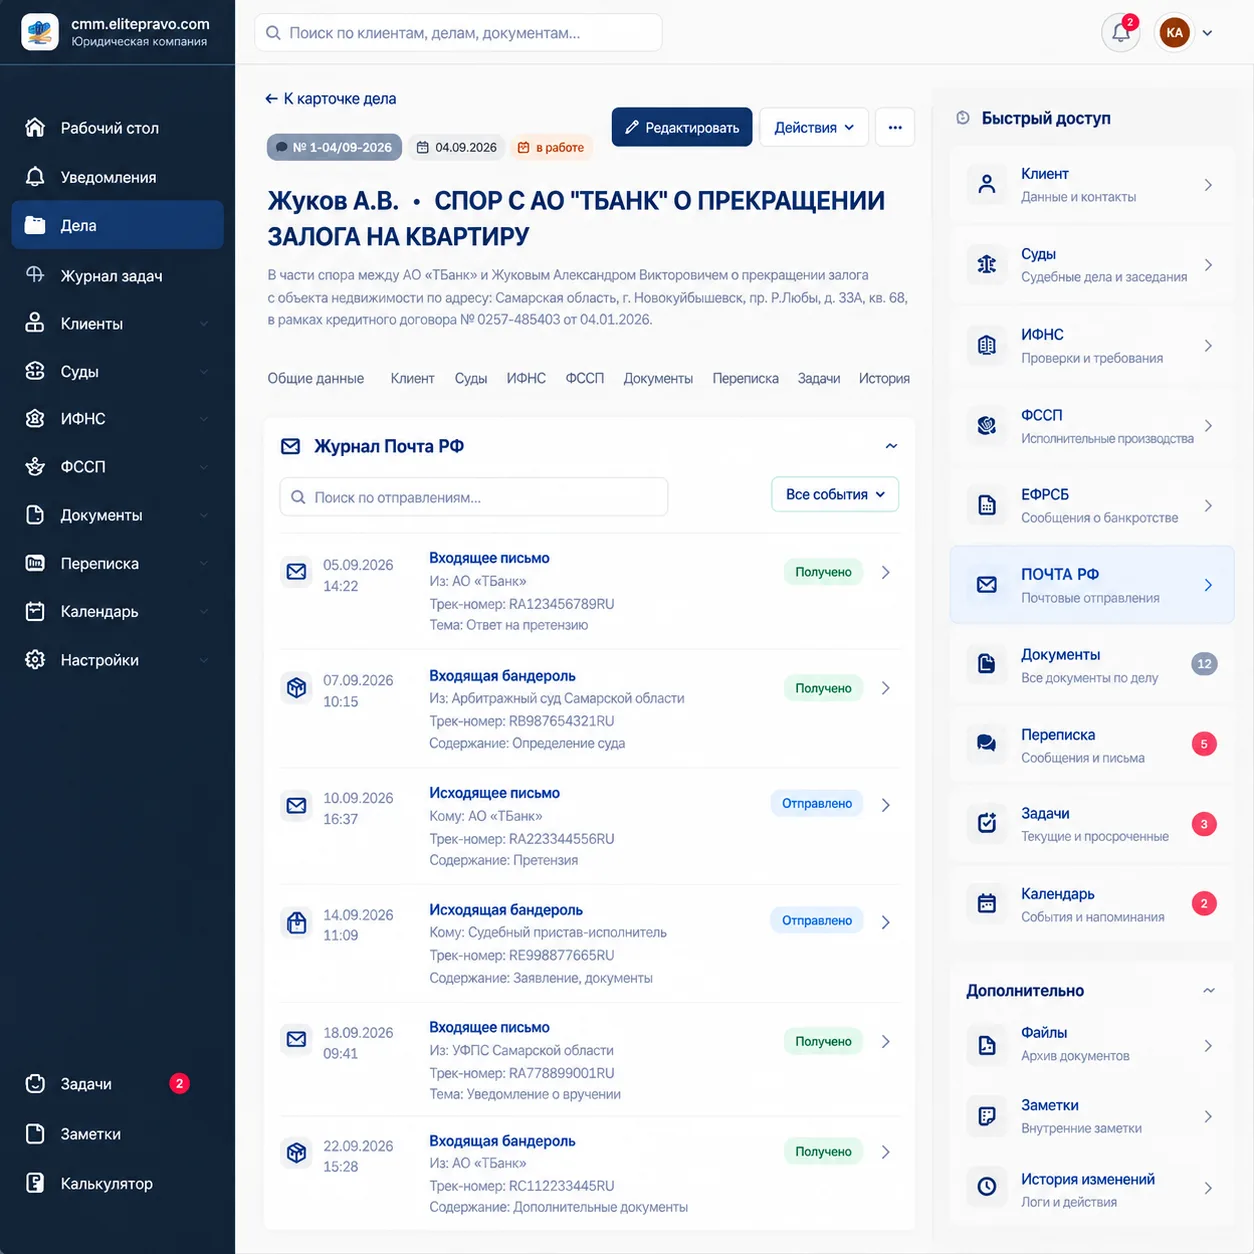 cmm.elitepravo.com
Юридическая компания
Поиск по клиентам, делам, документам...
2
КА
Рабочий стол
Уведомления
Дела
Журнал задач
Клиенты
Суды
ИФНС
ФССП
Документы
Переписка
Календарь
Настройки
Задачи
2
Заметки
Калькулятор
← К карточке дела
Редактировать
Действия
№ 1-04/09-2026
04.09.2026
в работе
Жуков А.В. • СПОР С АО "ТБАНК" О ПРЕКРАЩЕНИИ
ЗАЛОГА НА КВАРТИРУ
В части спора между АО «ТБанк» и Жуковым Александром Викторовичем о прекращении залога
с объекта недвижимости по адресу: Самарская область, г. Новокуйбышевск, пр. Р.Любы, д. 33А, кв. 68,
в рамках кредитного договора № 0257-485403 от 04.01.2026.
Общие данные Клиент Суды ИФНС ФССП Документы Переписка Задачи История
Журнал Почта РФ
Поиск по отправлениям...
Все события
05.09.2026
14:22
Входящее письмо
Из: АО «ТБанк»
Трек-номер: RA123456789RU
Тема: Ответ на претензию
Получено
07.09.2026
10:15
Входящая бандероль
Из: Арбитражный суд Самарской области
Трек-номер: RB987654321RU
Содержание: Определение суда
Получено
10.09.2026
16:37
Исходящее письмо
Кому: АО «ТБанк»
Трек-номер: RA223344556RU
Содержание: Претензия
Отправлено
14.09.2026
11:09
Исходящая бандероль
Кому: Судебный пристав-исполнитель
Трек-номер: RE998877665RU
Содержание: Заявление, документы
Отправлено
18.09.2026
09:41
Входящее письмо
Из: УФПС Самарской области
Трек-номер: RA778899001RU
Тема: Уведомление о вручении
Получено
22.09.2026
15:28
Входящая бандероль
Из: АО «ТБанк»
Трек-номер: RC112233445RU
Содержание: Дополнительные документы
Получено
Быстрый доступ
Клиент
Данные и контакты
Суды
Судебные дела и заседания
ИФНС
Проверки и требования
ФССП
Исполнительные производства
ЕФРСБ
Сообщения о банкротстве
ПОЧТА РФ
Почтовые отправления
Документы
Все документы по делу
12
Переписка
Сообщения и письма
5
Задачи
Текущие и просроченные
3
Календарь
События и напоминания
2
Дополнительно
Файлы
Архив документов
Заметки
Внутренние заметки
История изменений
Логи и действия